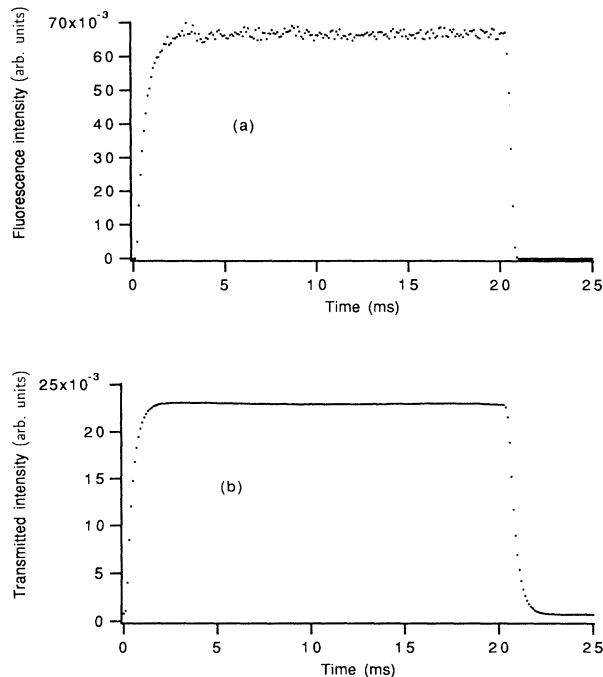 70x10⁻³
60
50
40
30
20
10
0
Fluorescence intensity (arb. units)
(a)
0 5 10 15 20 25
Time (ms)
25x10⁻³
20
15
10
5
0
Transmitted intensity (arb. units)
(b)
0 5 10 15 20 25
Time (ms)